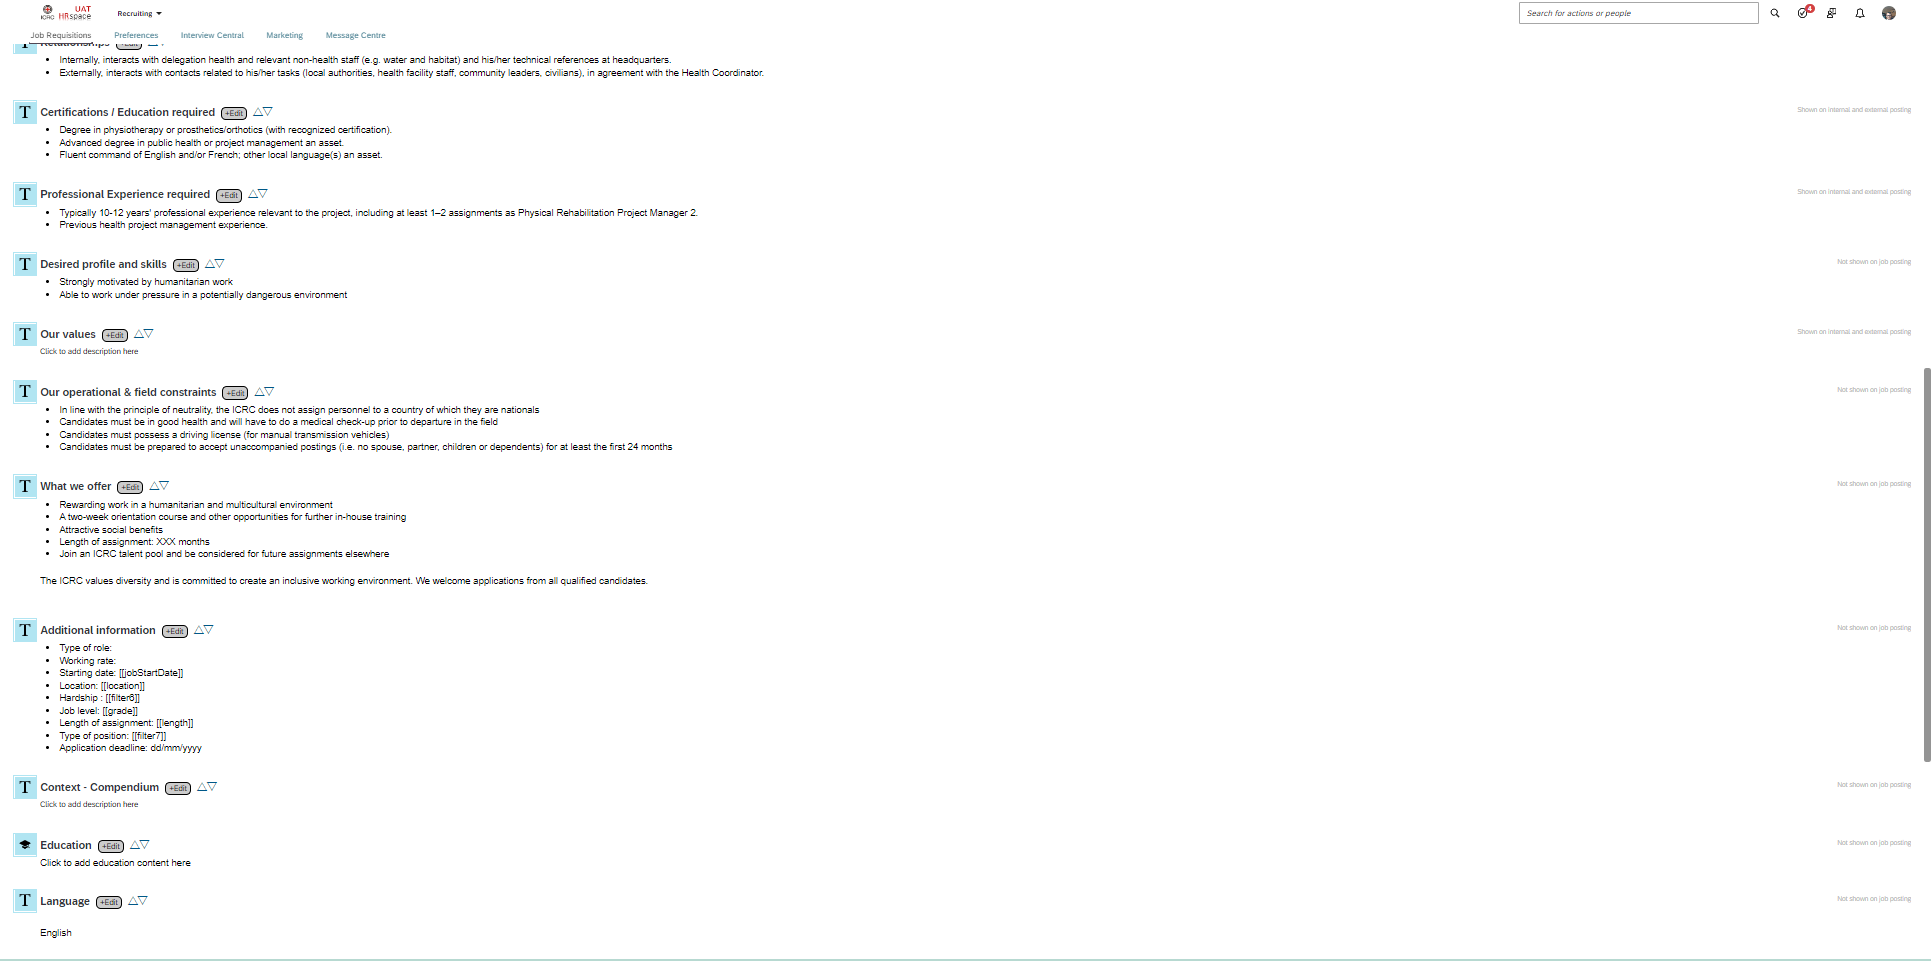 UAT
ICRC HRspace
Recruiting
Search for actions or people
4
Job Requisitions
Preferences
Interview Central
Marketing
Message Centre
T Relationships +Edit
Internally, interacts with delegation health and relevant non-health staff (e.g. water and habitat) and his/her technical references at headquarters.
Externally, interacts with contacts related to his/her tasks (local authorities, health facility staff, community leaders, civilians), in agreement with the Health Coordinator.
T Certifications / Education required +Edit
Shown on internal and external posting
Degree in physiotherapy or prosthetics/orthotics (with recognized certification).
Advanced degree in public health or project management an asset.
Fluent command of English and/or French; other local language(s) an asset.
T Professional Experience required +Edit
Shown on internal and external posting
Typically 10-12 years' professional experience relevant to the project, including at least 1–2 assignments as Physical Rehabilitation Project Manager 2.
Previous health project management experience.
T Desired profile and skills +Edit
Not shown on job posting
Strongly motivated by humanitarian work
Able to work under pressure in a potentially dangerous environment
T Our values +Edit
Shown on internal and external posting
Click to add description here
T Our operational & field constraints +Edit
Not shown on job posting
In line with the principle of neutrality, the ICRC does not assign personnel to a country of which they are nationals
Candidates must be in good health and will have to do a medical check-up prior to departure in the field
Candidates must possess a driving license (for manual transmission vehicles)
Candidates must be prepared to accept unaccompanied postings (i.e. no spouse, partner, children or dependents) for at least the first 24 months
T What we offer +Edit
Not shown on job posting
Rewarding work in a humanitarian and multicultural environment
A two-week orientation course and other opportunities for further in-house training
Attractive social benefits
Length of assignment: XXX months
Join an ICRC talent pool and be considered for future assignments elsewhere
The ICRC values diversity and is committed to create an inclusive working environment. We welcome applications from all qualified candidates.
T Additional information +Edit
Not shown on job posting
Type of role:
Working rate:
Starting date: [[jobStartDate]]
Location: [[location]]
Hardship : [[filter6]]
Job level: [[grade]]
Length of assignment: [[length]]
Type of position: [[filter7]]
Application deadline: dd/mm/yyyy
T Context - Compendium +Edit
Not shown on job posting
Click to add description here
Education +Edit
Not shown on job posting
Click to add education content here
T Language +Edit
Not shown on job posting
English